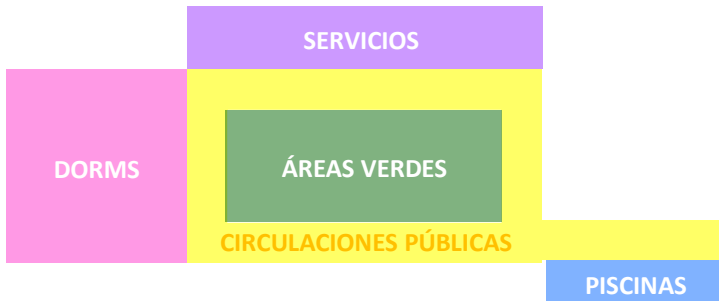 SERVICIOS
DORMS
ÁREAS VERDES
CIRCULACIONES PÚBLICAS
PISCINAS